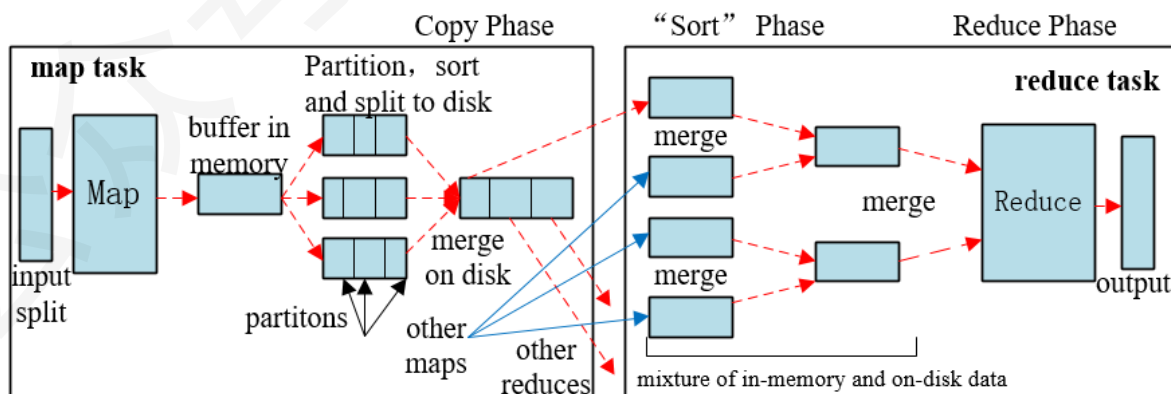 Copy Phase
“Sort” Phase
Reduce Phase
map task
Partition, sort
and split to disk
buffer in
memory
Map
input
split
partitons
merge
on disk
other
maps
other
reduces
reduce task
merge
merge
merge
Reduce
output
mixture of in-memory and on-disk data